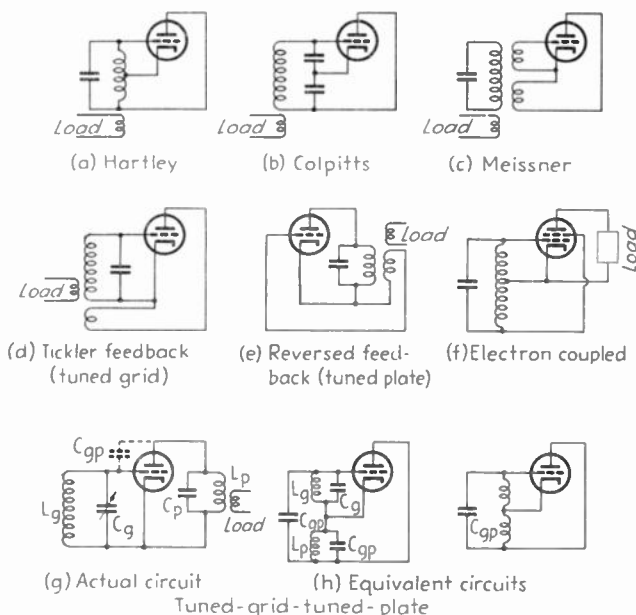 Load
Load
Load
(a) Hartley
(b) Colpitts
(c) Meissner
Load
Load
Load
(d) Tickler feedback
(tuned grid)
(e) Reversed feed-
back (tuned plate)
(f) Electron coupled
Cgp
Lg
Cg
Cp
Lp
Load
Lg
Cg
Cgp
Lp
Cgp
Cgp
(g) Actual circuit
(h) Equivalent circuits
Tuned-grid-tuned-plate